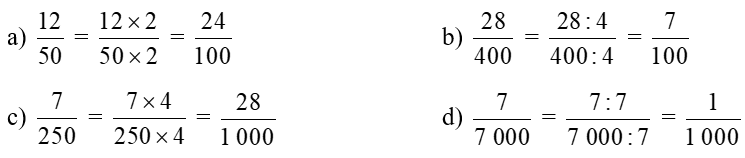 a) 12/50 = 12 × 2/50 × 2 = 24/100
b) 28/400 = 28 : 4/400 : 4 = 7/100
c) 7/250 = 7 × 4/250 × 4 = 28/1 000
d) 7/7 000 = 7 : 7/7 000 : 7 = 1/1 000